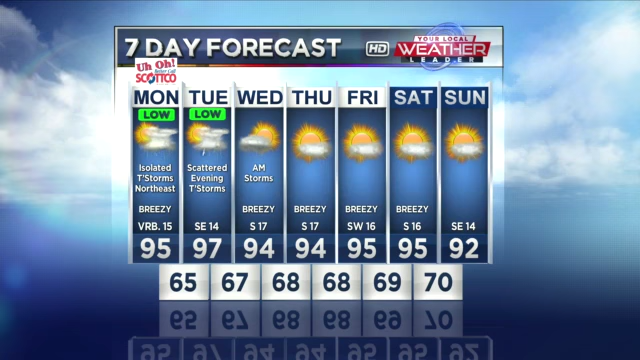 7 DAY FORECAST
HD
YOUR LOCAL
WEATHER
LEADER
Uh Oh!
Better Call
SCOTTCO
MON TUE WED THU FRI SAT SUN
LOW LOW
Isolated T'Storms Northeast
Scattered Evening T'Storms
AM Storms
BREEZY BREEZY BREEZY BREEZY BREEZY
VRB. 15 SE 14 S 17 S 17 SW 16 S 16 SE 14
95 97 94 94 95 95 92
65 67 68 68 69 70